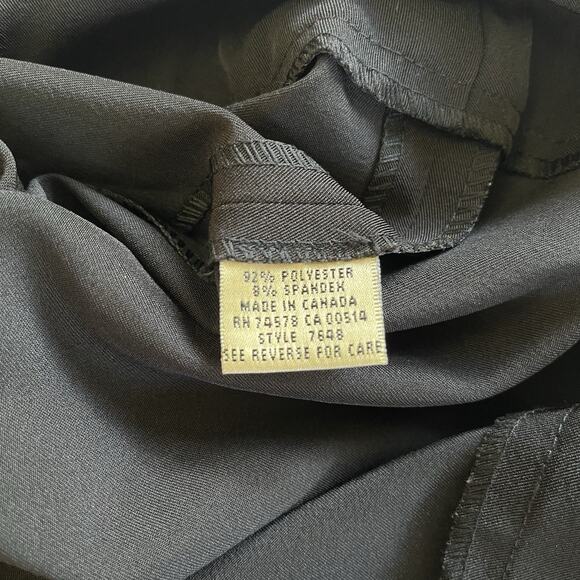 92% POLYESTER
8% SPANDEX
MADE IN CANADA
RN 74578 CA 00514
STYLE 7648
SEE REVERSE FOR CARE